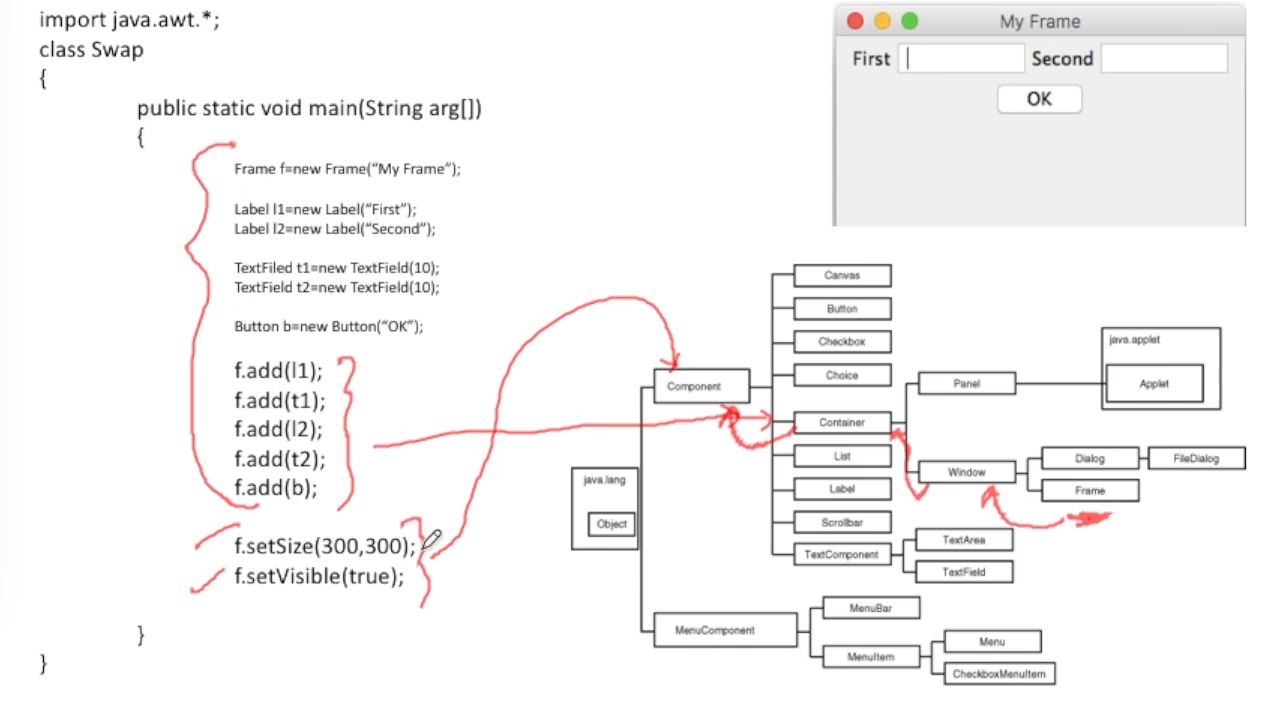 import java.awt.*;
class Swap
{
public static void main(String arg[])
{
Frame f=new Frame(“My Frame”);
Label l1=new Label(“First”);
Label l2=new Label(“Second”);
TextFiled t1=new TextField(10);
TextField t2=new TextField(10);
Button b=new Button(“OK”);
f.add(l1);
f.add(t1);
f.add(l2);
f.add(t2);
f.add(b);
f.setSize(300,300);
f.setVisible(true);
}
}
My Frame
First
Second
OK
Canvas
Button
Checkbox
Choice
Container
List
Label
Scrollbar
TextComponent
Component
java.lang
Object
Panel
java.applet
Applet
Window
Dialog
FileDialog
Frame
TextArea
TextField
MenuComponent
MenuBar
MenuItem
Menu
CheckboxMenuItem